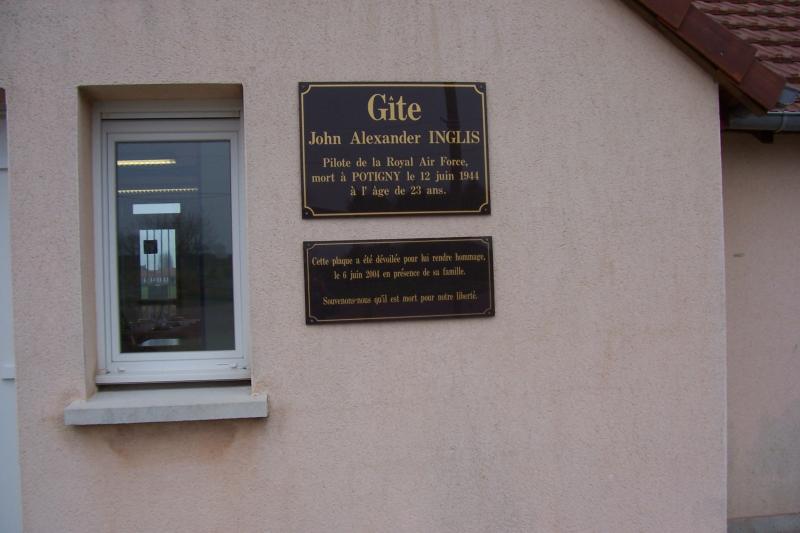 Gîte
John Alexander INGLIS
Pilote de la Royal Air Force,
mort à POTIGNY le 12 juin 1944
à l' âge de 23 ans.
Cette plaque a été dévoilée pour lui rendre hommage,
le 6 juin 2004 en présence de sa famille.
Souvenons-nous qu'il est mort pour notre liberté.